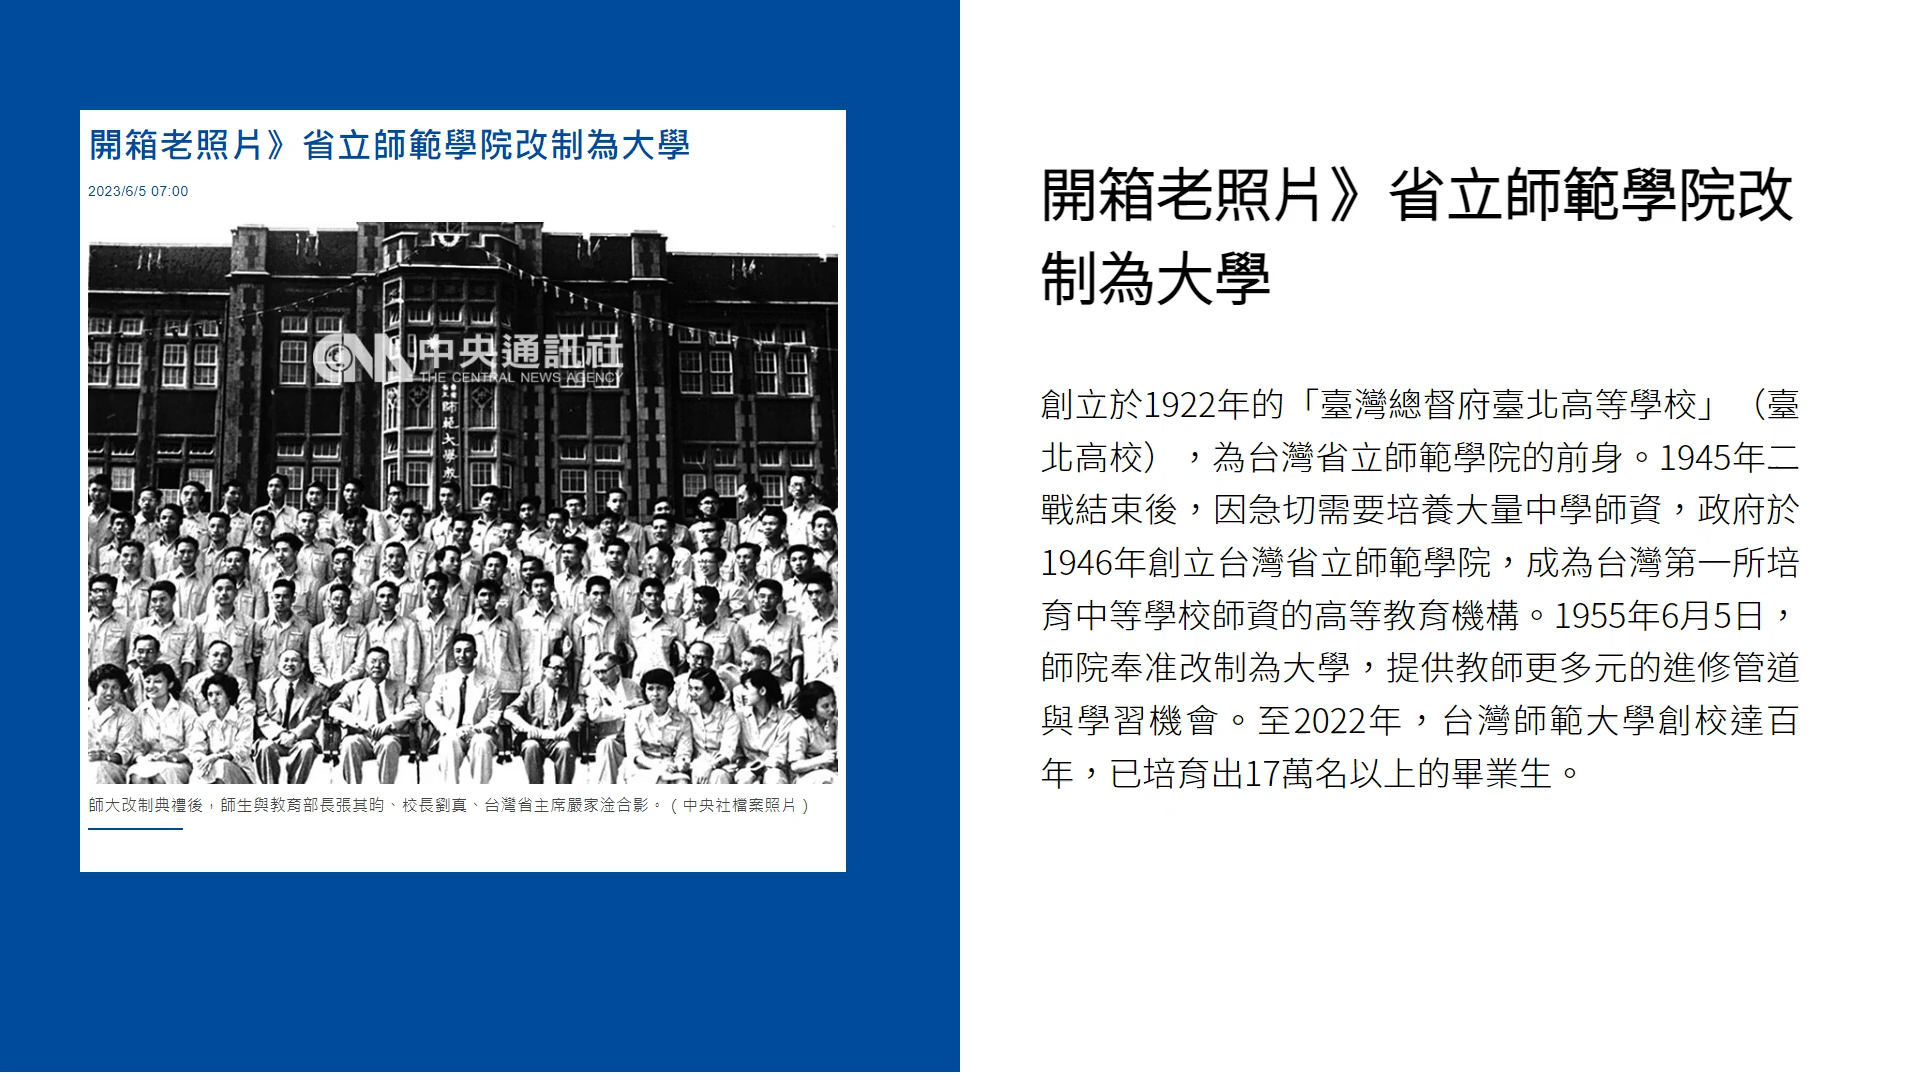 開箱老照片》省立師範學院改制為大學
2023/6/5 07:00
中央通訊社
THE CENTRAL NEWS AGENCY
師範大學
師大改制典禮後，師生與教育部長張其昀、校長劉真、台灣省主席嚴家淦合影。（中央社檔案照片）
開箱老照片》省立師範學院改
制為大學
創立於1922年的「臺灣總督府臺北高等學校」（臺
北高校），為台灣省立師範學院的前身。1945年二
戰結束後，因急切需要培養大量中學師資，政府於
1946年創立台灣省立師範學院，成為台灣第一所培
育中等學校師資的高等教育機構。1955年6月5日，
師院奉准改制為大學，提供教師更多元的進修管道
與學習機會。至2022年，台灣師範大學創校達百
年，已培育出17萬名以上的畢業生。